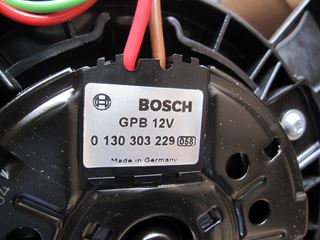 BOSCH
GPB 12V
0 130 303 229 058
Made in Germany